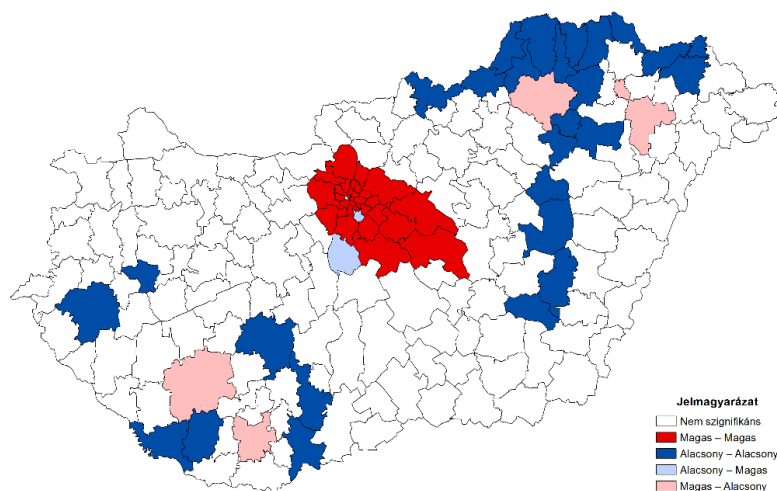 Jelmagyarázat
Nem szignifikáns
Magas – Magas
Alacsony – Alacsony
Alacsony – Magas
Magas – Alacsony